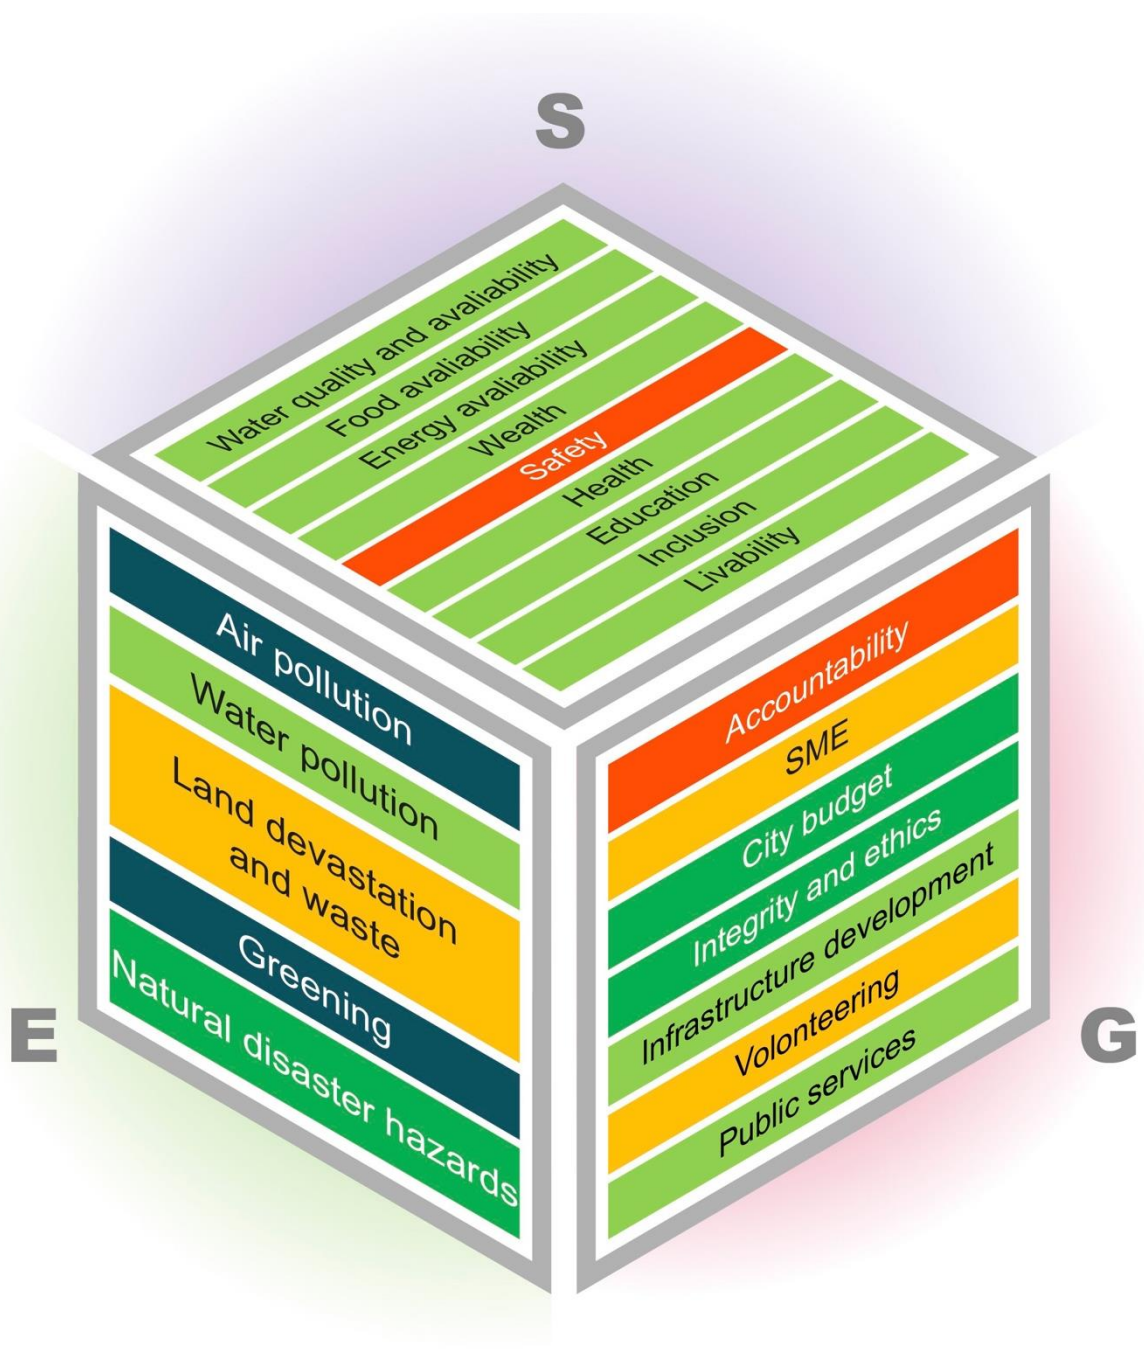 S
Water quality and avaliability
Food avaliability
Energy avaliability
Wealth
Safety
Health
Education
Inclusion
Livability
E
Air pollution
Water pollution
Land devastation
and waste
Greening
Natural disaster hazards
G
Accountability
SME
City budget
Integrity and ethics
Infrastructure development
Volonteering
Public services